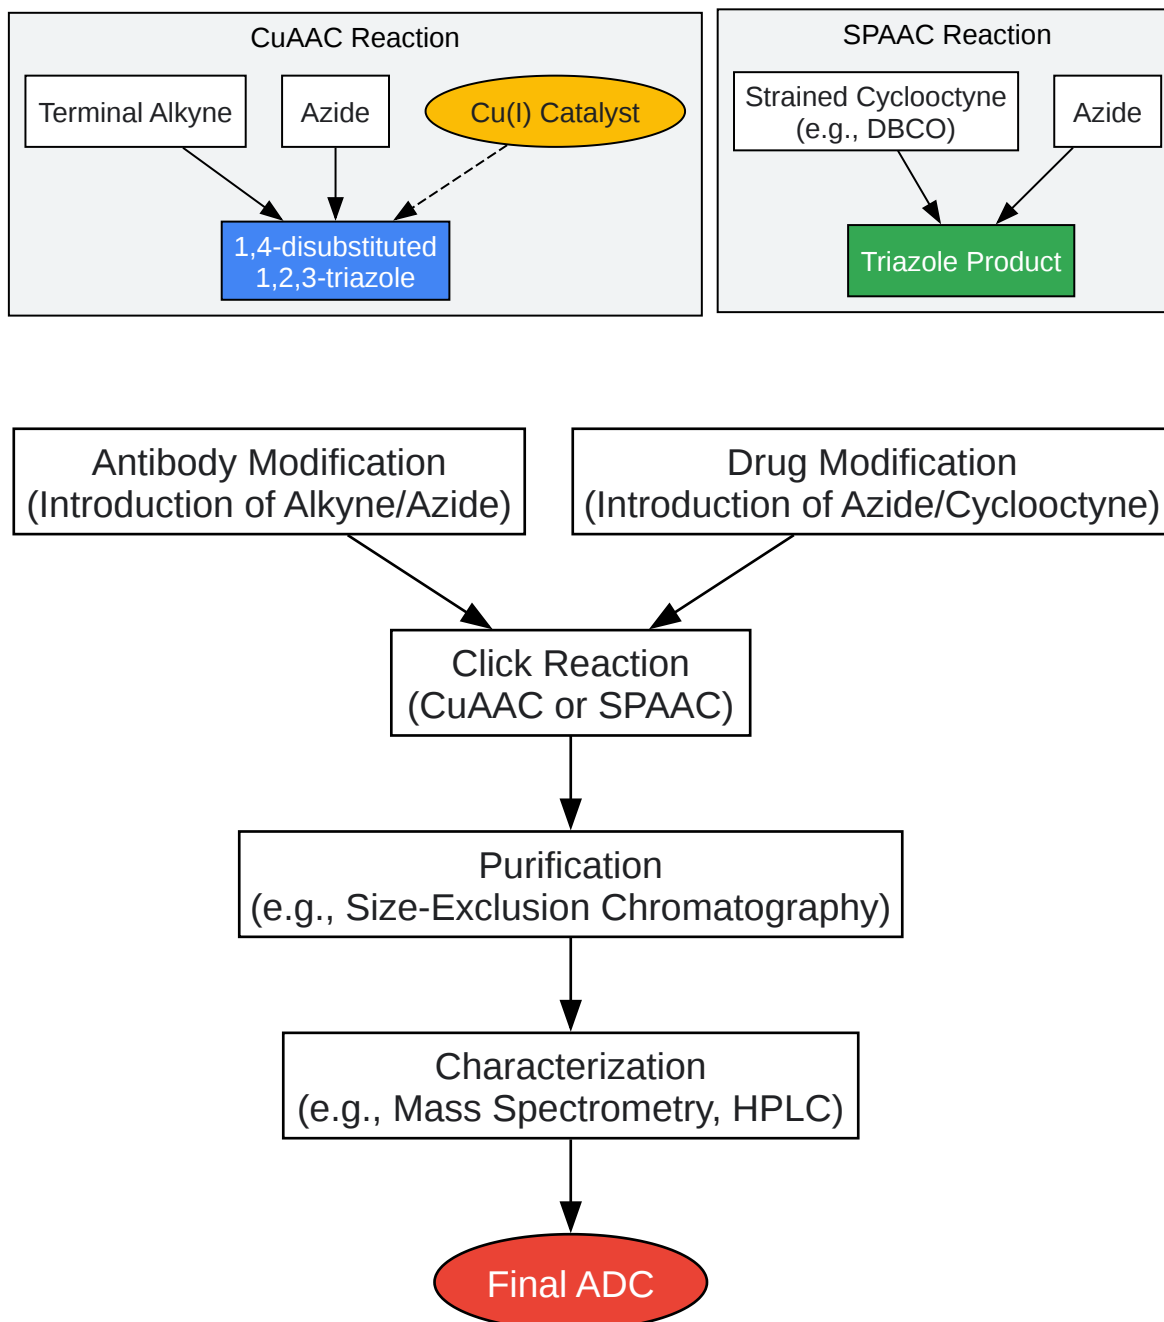 CuAAC Reaction
Terminal Alkyne
Azide
Cu(I) Catalyst
1,4-disubstituted
1,2,3-triazole
SPAAC Reaction
Strained Cyclooctyne
(e.g., DBCO)
Azide
Triazole Product
Antibody Modification
(Introduction of Alkyne/Azide)
Drug Modification
(Introduction of Azide/Cyclooctyne)
Click Reaction
(CuAAC or SPAAC)
Purification
(e.g., Size-Exclusion Chromatography)
Characterization
(e.g., Mass Spectrometry, HPLC)
Final ADC